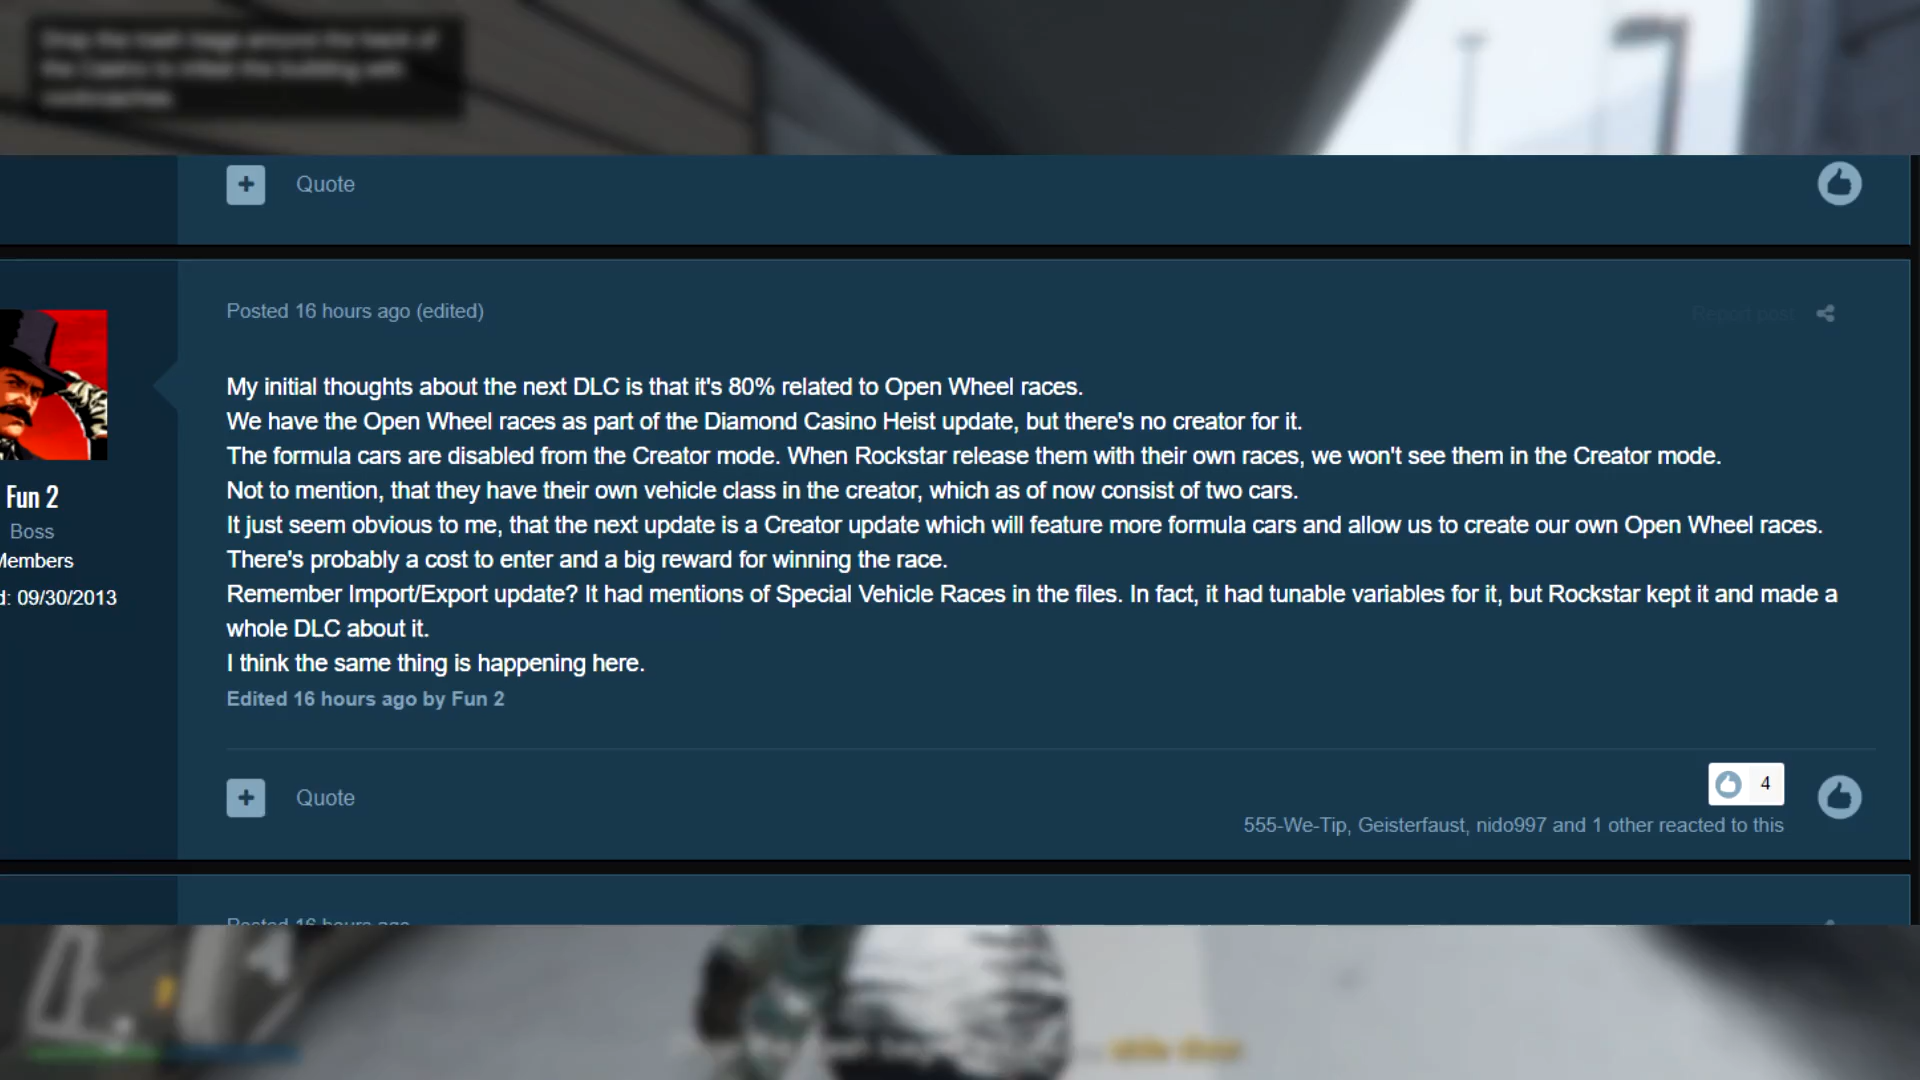 Quote
Posted 16 hours ago (edited)
Report post
My initial thoughts about the next DLC is that it's 80% related to Open Wheel races.
We have the Open Wheel races as part of the Diamond Casino Heist update, but there's no creator for it.
The formula cars are disabled from the Creator mode. When Rockstar release them with their own races, we won't see them in the Creator mode.
Not to mention, that they have their own vehicle class in the creator, which as of now consist of two cars.
It just seem obvious to me, that the next update is a Creator update which will feature more formula cars and allow us to create our own Open Wheel races.
There's probably a cost to enter and a big reward for winning the race.
Remember Import/Export update? It had mentions of Special Vehicle Races in the files. In fact, it had tunable variables for it, but Rockstar kept it and made a
whole DLC about it.
I think the same thing is happening here.
Edited 16 hours ago by Fun 2
Fun 2
Boss
Members
d: 09/30/2013
Quote
4
555-We-Tip, Geisterfaust, nido997 and 1 other reacted to this
Posted 16 hours ago